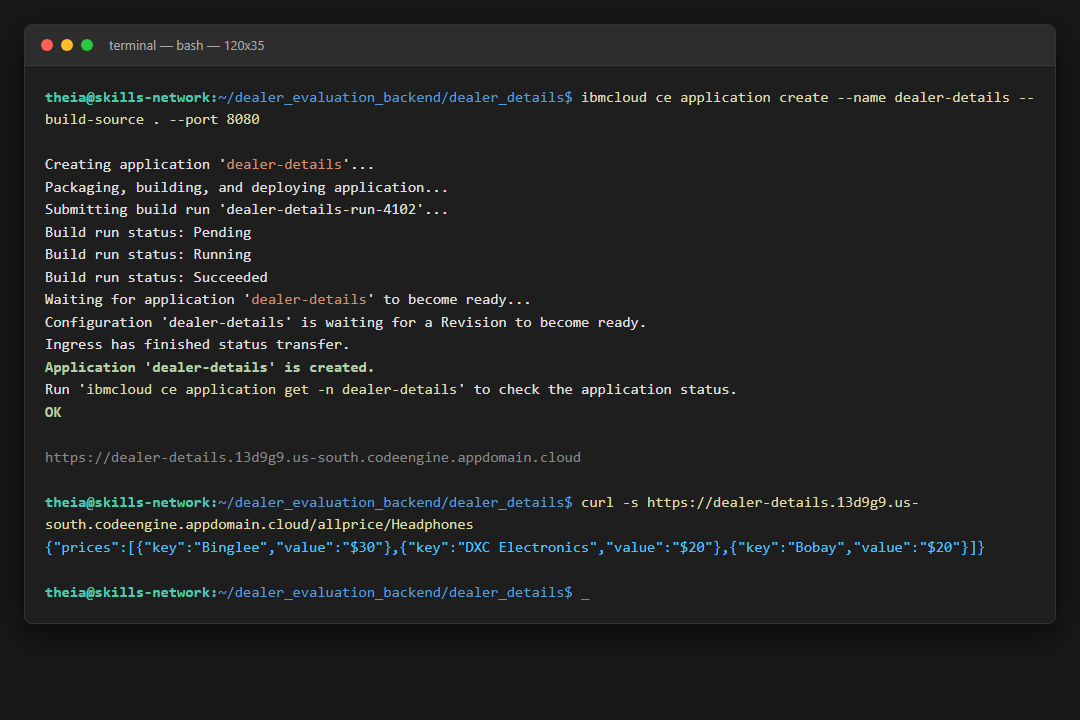 terminal — bash — 120x35
theia@skills-network:~/dealer_evaluation_backend/dealer_details$ ibmcloud ce application create --name dealer-details --
build-source . --port 8080
Creating application 'dealer-details'...
Packaging, building, and deploying application...
Submitting build run 'dealer-details-run-4102'...
Build run status: Pending
Build run status: Running
Build run status: Succeeded
Waiting for application 'dealer-details' to become ready...
Configuration 'dealer-details' is waiting for a Revision to become ready.
Ingress has finished status transfer.
Application 'dealer-details' is created.
Run 'ibmcloud ce application get -n dealer-details' to check the application status.
OK
https://dealer-details.13d9g9.us-south.codeengine.appdomain.cloud
theia@skills-network:~/dealer_evaluation_backend/dealer_details$ curl -s https://dealer-details.13d9g9.us-
south.codeengine.appdomain.cloud/allprice/Headphones
{"prices":[{"key":"Binglee","value":"$30"},{"key":"DXC Electronics","value":"$20"},{"key":"Bobay","value":"$20"}]}
theia@skills-network:~/dealer_evaluation_backend/dealer_details$ _